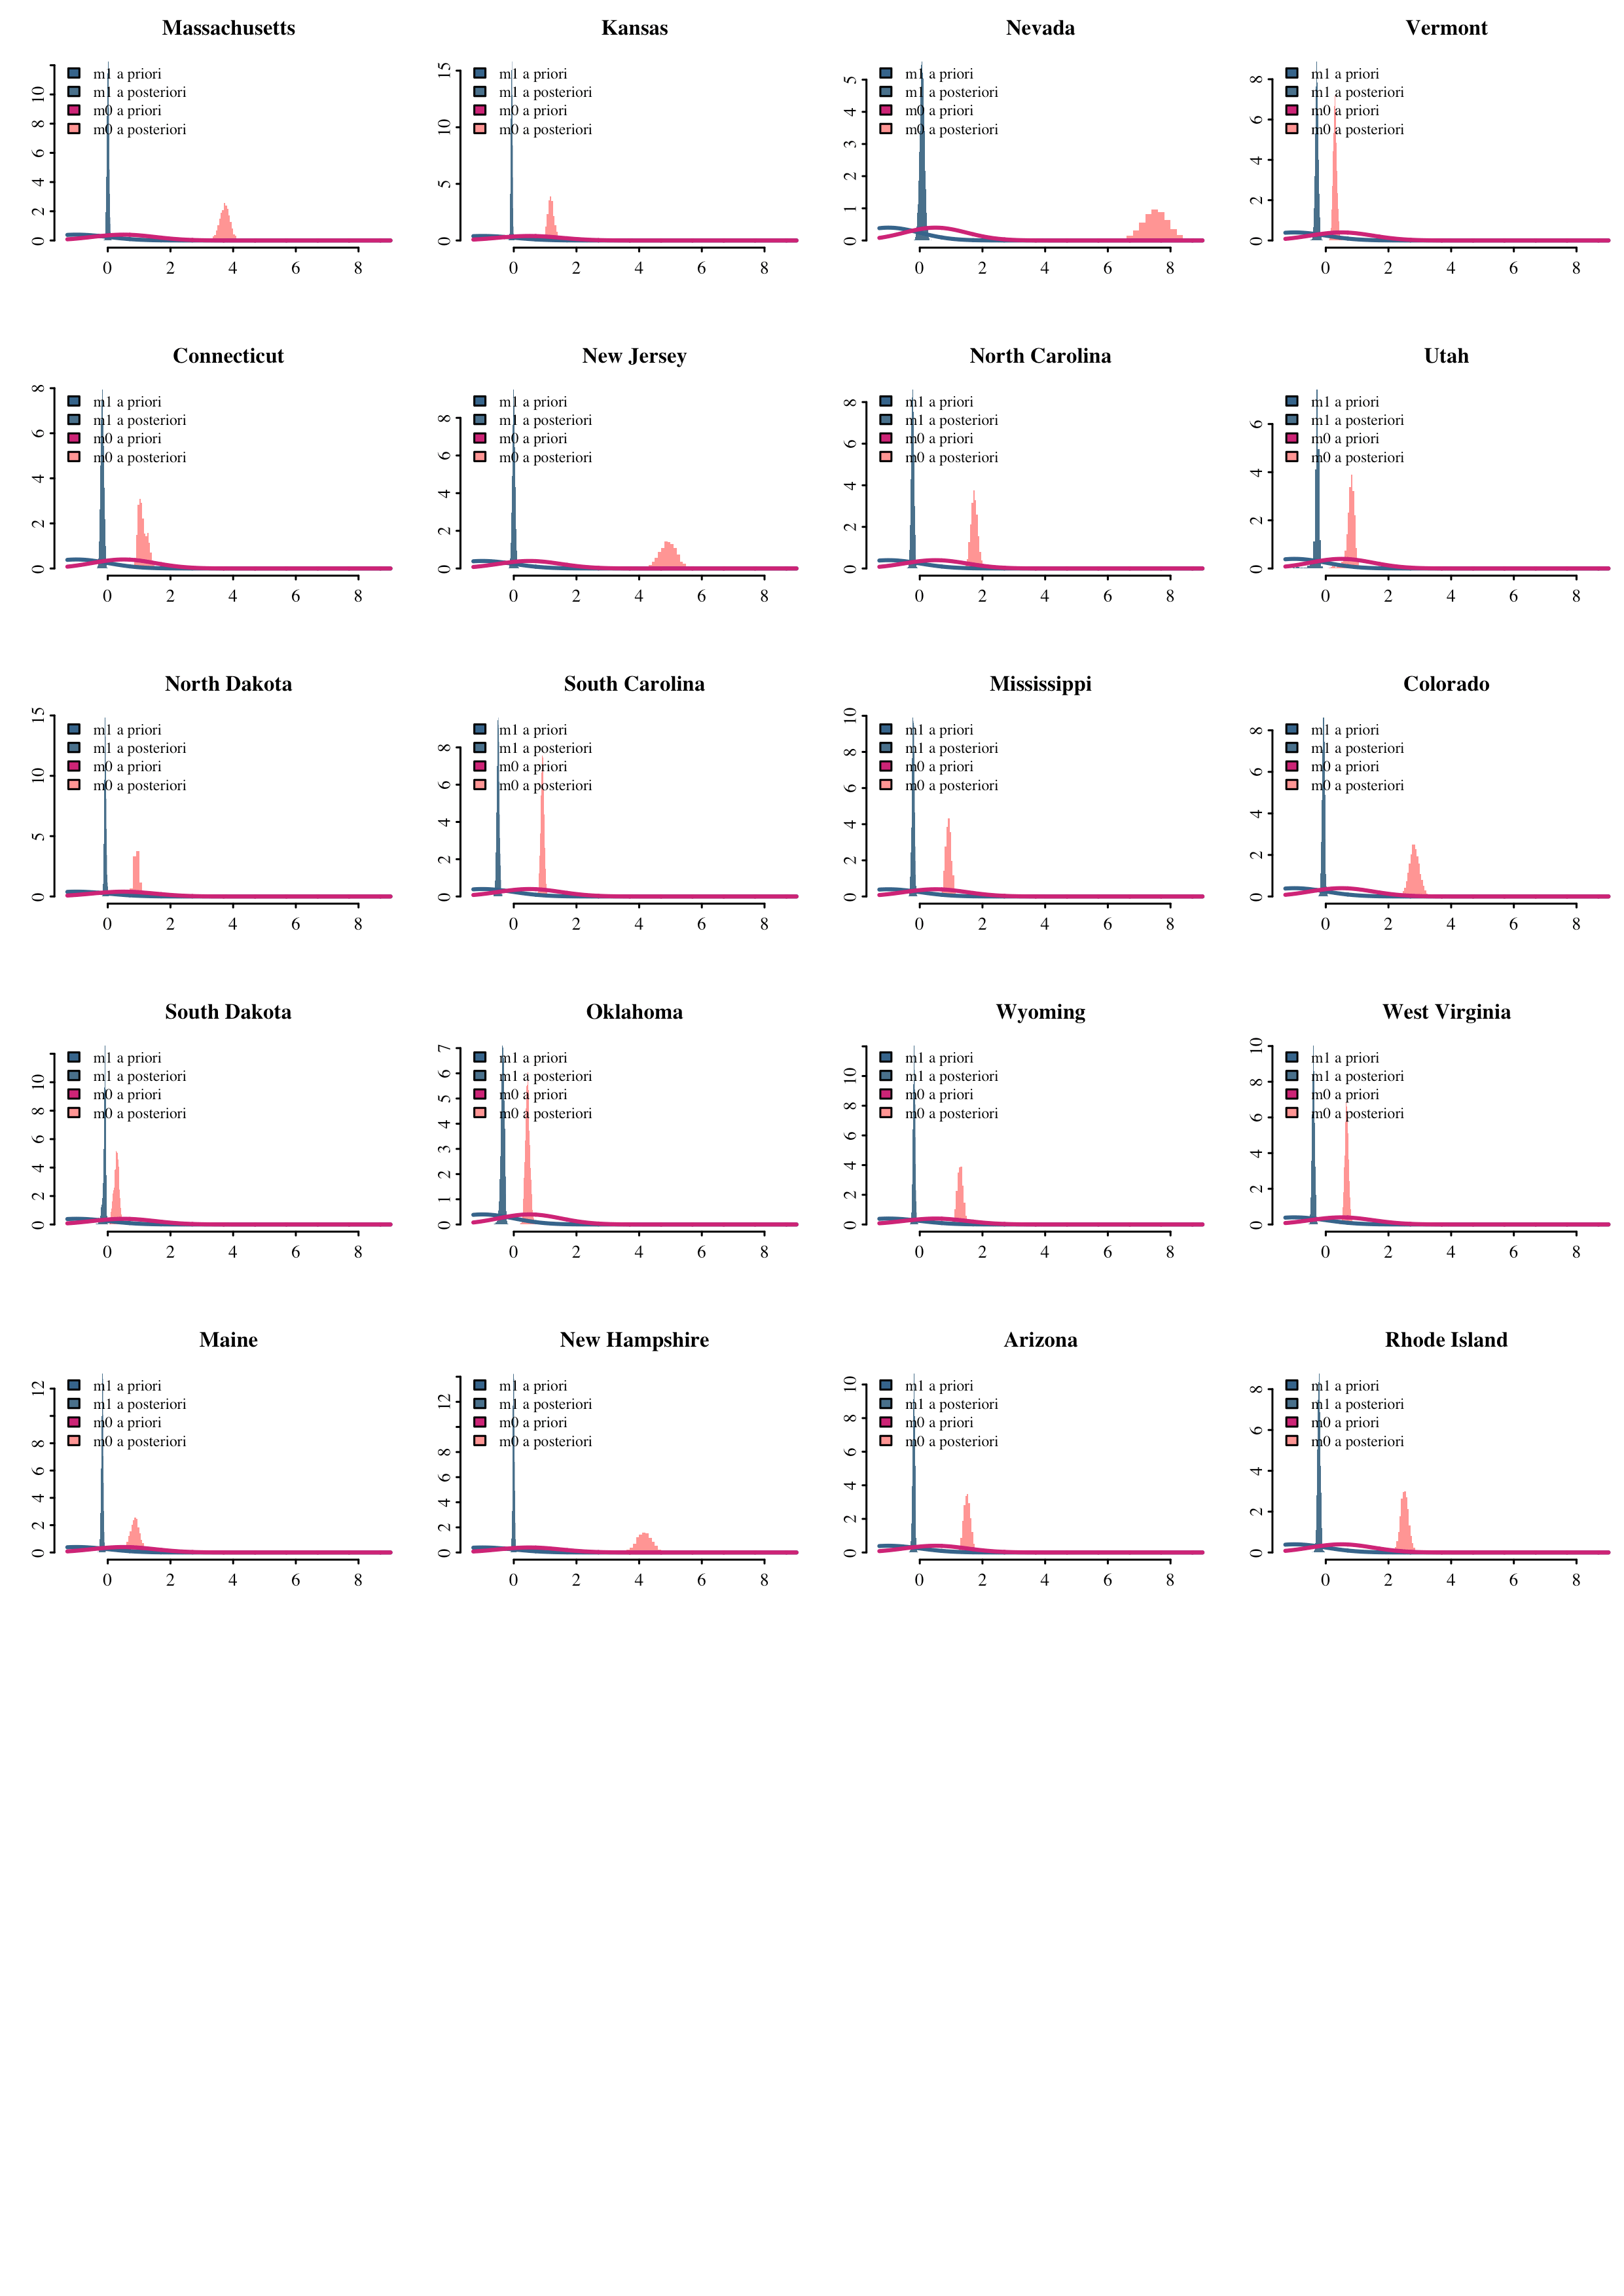 Massachusetts
Kansas
Nevada
Vermont
m1 a priori
m1 a posteriori
m0 a priori
m0 a posteriori
0 2 4 6 8 10
0 2 4 6 8
m1 a priori
m1 a posteriori
m0 a priori
m0 a posteriori
0 5 10 15
0 2 4 6 8
m1 a priori
m1 a posteriori
m0 a priori
m0 a posteriori
0 1 2 3 4 5
0 2 4 6 8
m1 a priori
m1 a posteriori
m0 a priori
m0 a posteriori
0 2 4 6 8
0 2 4 6 8
Connecticut
New Jersey
North Carolina
Utah
m1 a priori
m1 a posteriori
m0 a priori
m0 a posteriori
0 2 4 6 8
0 2 4 6 8
m1 a priori
m1 a posteriori
m0 a priori
m0 a posteriori
0 2 4 6 8
0 2 4 6 8
m1 a priori
m1 a posteriori
m0 a priori
m0 a posteriori
0 2 4 6 8
0 2 4 6 8
m1 a priori
m1 a posteriori
m0 a priori
m0 a posteriori
0 2 4 6
0 2 4 6 8
North Dakota
South Carolina
Mississippi
Colorado
m1 a priori
m1 a posteriori
m0 a priori
m0 a posteriori
0 5 10 15
0 2 4 6 8
m1 a priori
m1 a posteriori
m0 a priori
m0 a posteriori
0 2 4 6 8
0 2 4 6 8
m1 a priori
m1 a posteriori
m0 a priori
m0 a posteriori
0 2 4 6 8 10
0 2 4 6 8
m1 a priori
m1 a posteriori
m0 a priori
m0 a posteriori
0 2 4 6 8
0 2 4 6 8
South Dakota
Oklahoma
Wyoming
West Virginia
m1 a priori
m1 a posteriori
m0 a priori
m0 a posteriori
0 2 4 6 8 10
0 2 4 6 8
m1 a priori
m1 a posteriori
m0 a priori
m0 a posteriori
0 1 2 3 4 5 6 7
0 2 4 6 8
m1 a priori
m1 a posteriori
m0 a priori
m0 a posteriori
0 2 4 6 8 10
0 2 4 6 8
m1 a priori
m1 a posteriori
m0 a priori
m0 a posteriori
0 2 4 6 8 10
0 2 4 6 8
Maine
New Hampshire
Arizona
Rhode Island
m1 a priori
m1 a posteriori
m0 a priori
m0 a posteriori
0 2 4 6 8 12
0 2 4 6 8
m1 a priori
m1 a posteriori
m0 a priori
m0 a posteriori
0 2 4 6 8 12
0 2 4 6 8
m1 a priori
m1 a posteriori
m0 a priori
m0 a posteriori
0 2 4 6 8 10
0 2 4 6 8
m1 a priori
m1 a posteriori
m0 a priori
m0 a posteriori
0 2 4 6 8
0 2 4 6 8